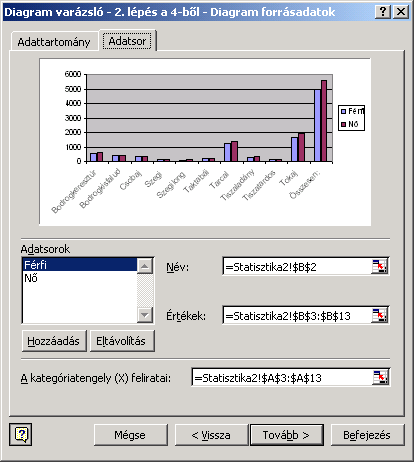 Diagram varázsló - 2. lépés a 4-ből - Diagram forrásadatok
Adattartomány
Adatsor
6000
5000
4000
3000
2000
1000
0
Férfi
Nő
Bodrogkeresztúr
Bodrogkisfalud
Csobaj
Szegi
Szegilong
Taktabáj
Tarcal
Tiszaladány
Tiszatardos
Tokaj
Összesen:
Adatsorok
Férfi
Nő
Név:
=Statisztika2!$B$2
Értékek:
=Statisztika2!$B$3:$B$13
Hozzáadás
Eltávolítás
A kategóriatengely (X) feliratai:
=Statisztika2!$A$3:$A$13
Mégse
< Vissza
Tovább >
Befejezés